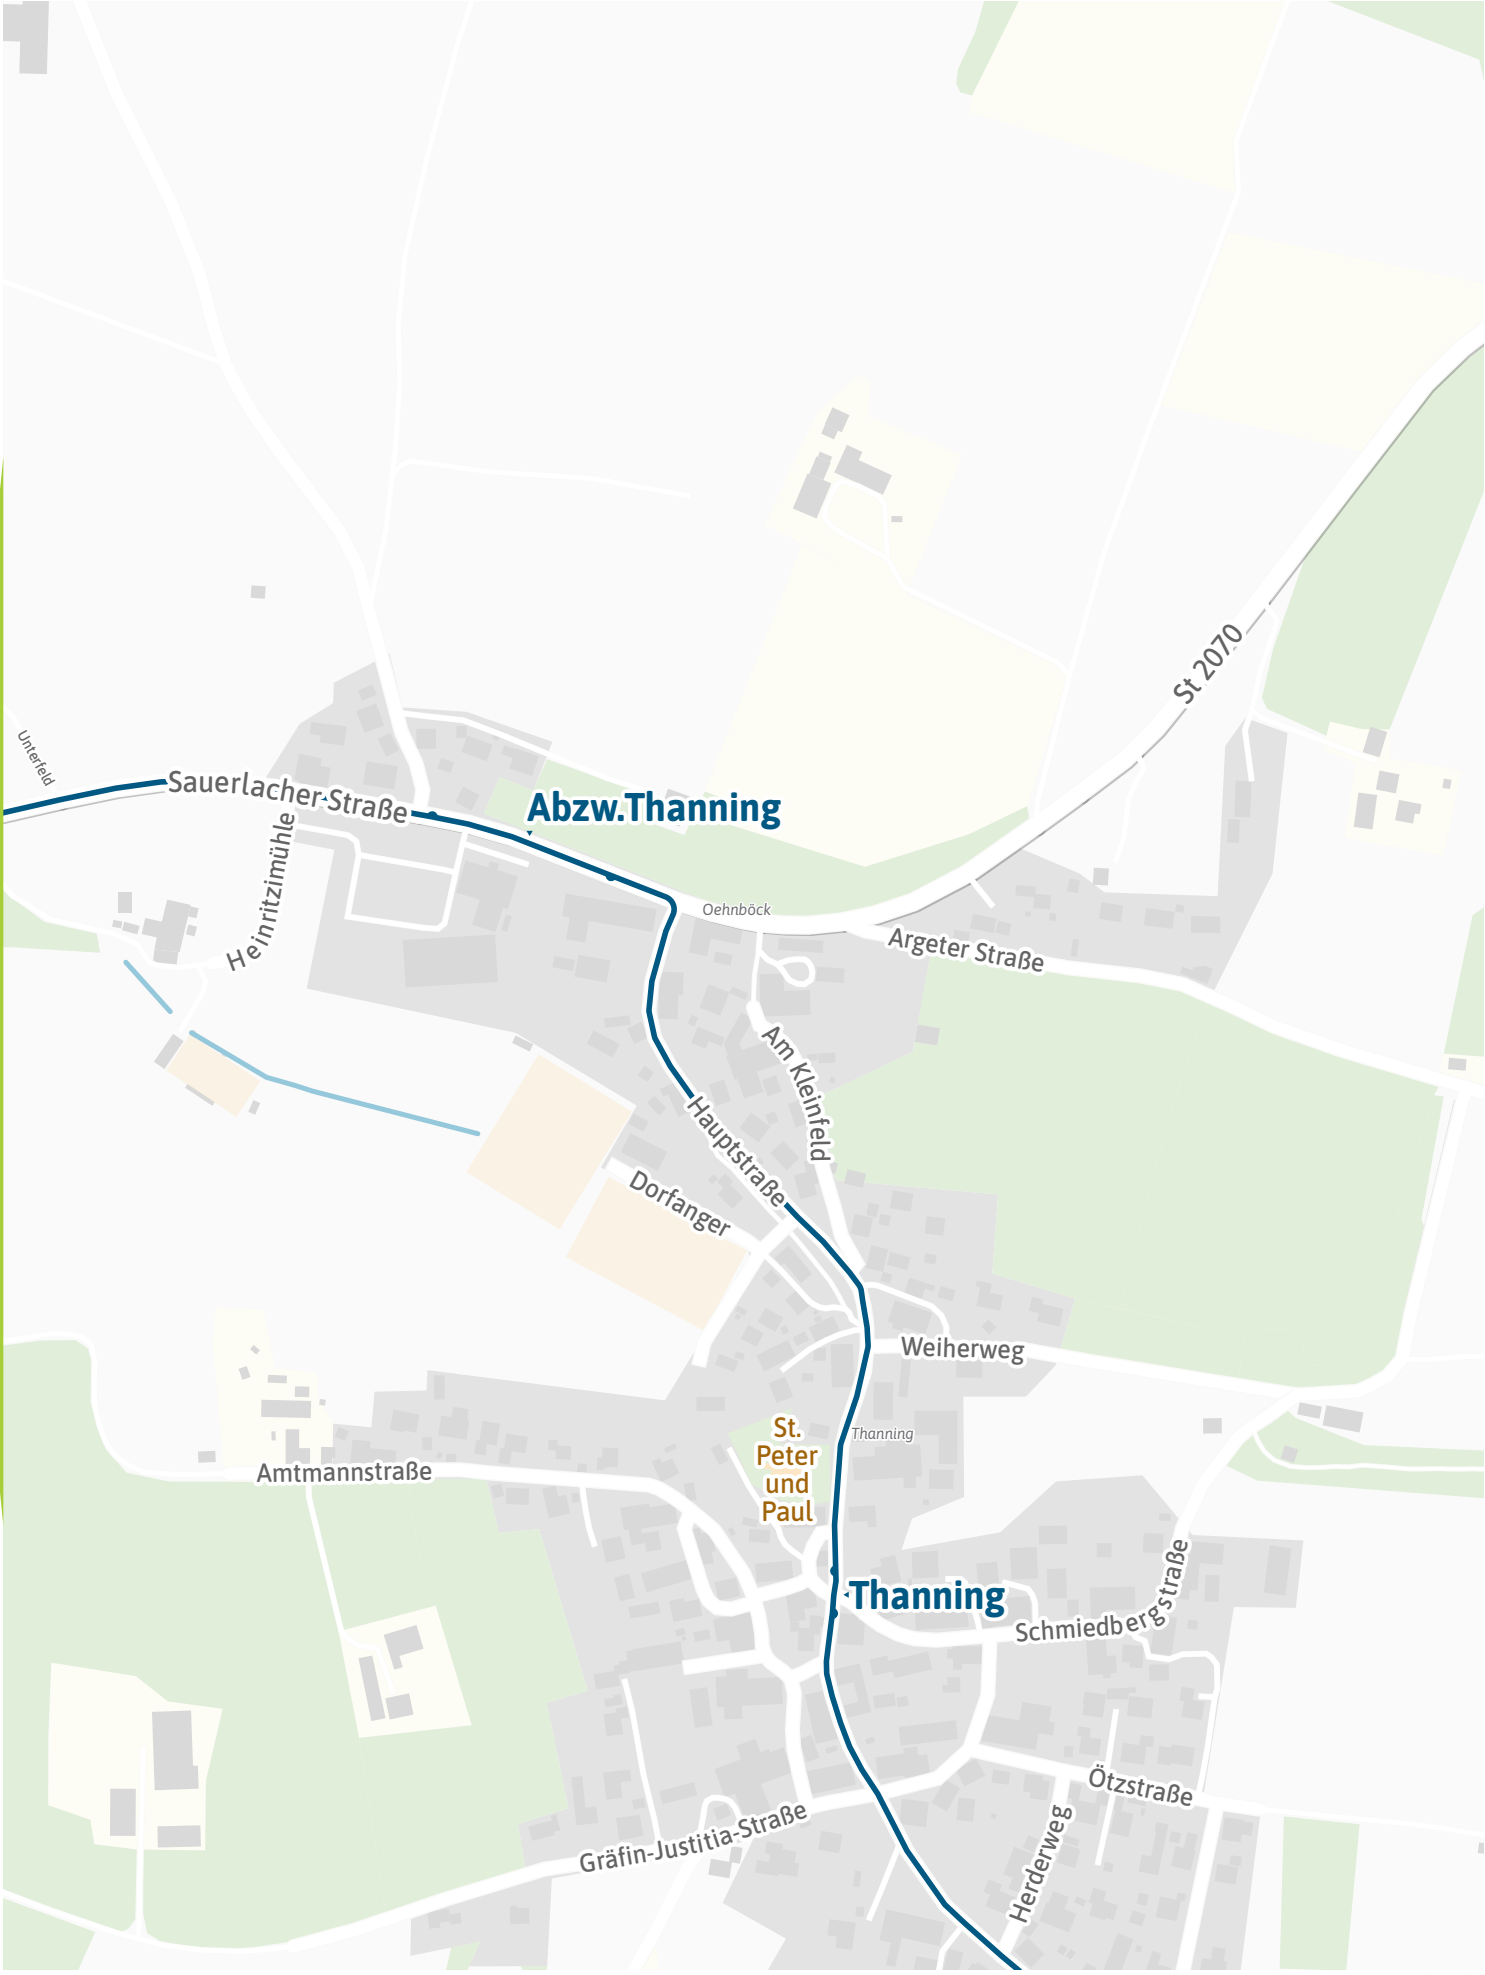 St 2070
Unterfeld
Sauerlacher Straße
Abzw.Thanning
Heinritzimühle
Oehnböck
Argeter Straße
Am Kleinfeld
Hauptstraße
Dorfanger
Weiherweg
St.
Peter
und
Paul
Thanning
Amtmannstraße
Thanning
Schmiedbergstraße
Ötzstraße
Gräfin-Justitia-Straße
Herderweg